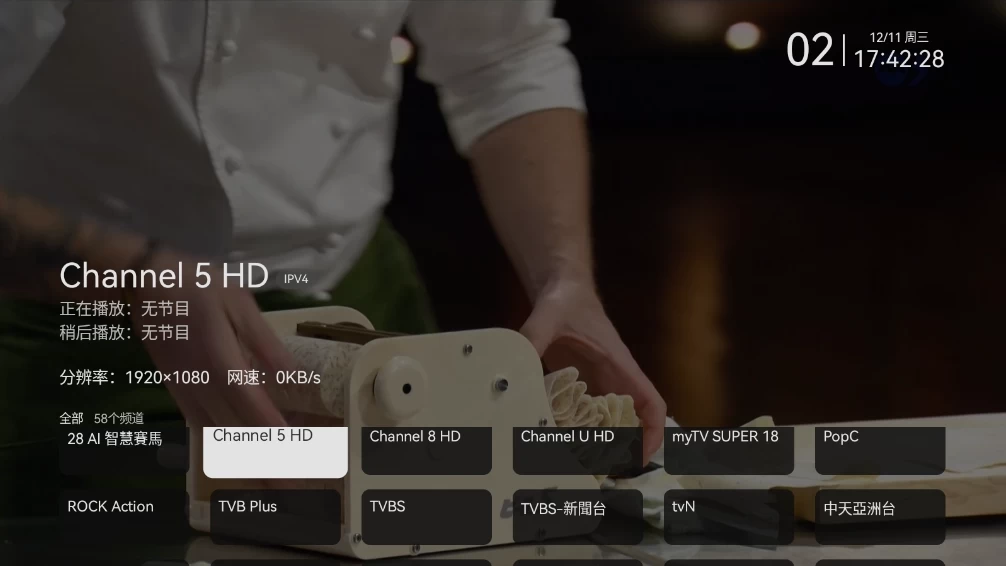 02
12/11 周三
17:42:28
Channel 5 HD IPV4
正在播放：无节目
稍后播放：无节目
分辨率：1920×1080 网速：0KB/s
全部 58个频道
28 AI 智慧賽馬 Channel 5 HD Channel 8 HD Channel U HD myTV SUPER 18 PopC
ROCK Action TVB Plus TVBS TVBS-新聞台 tvN 中天亞洲台